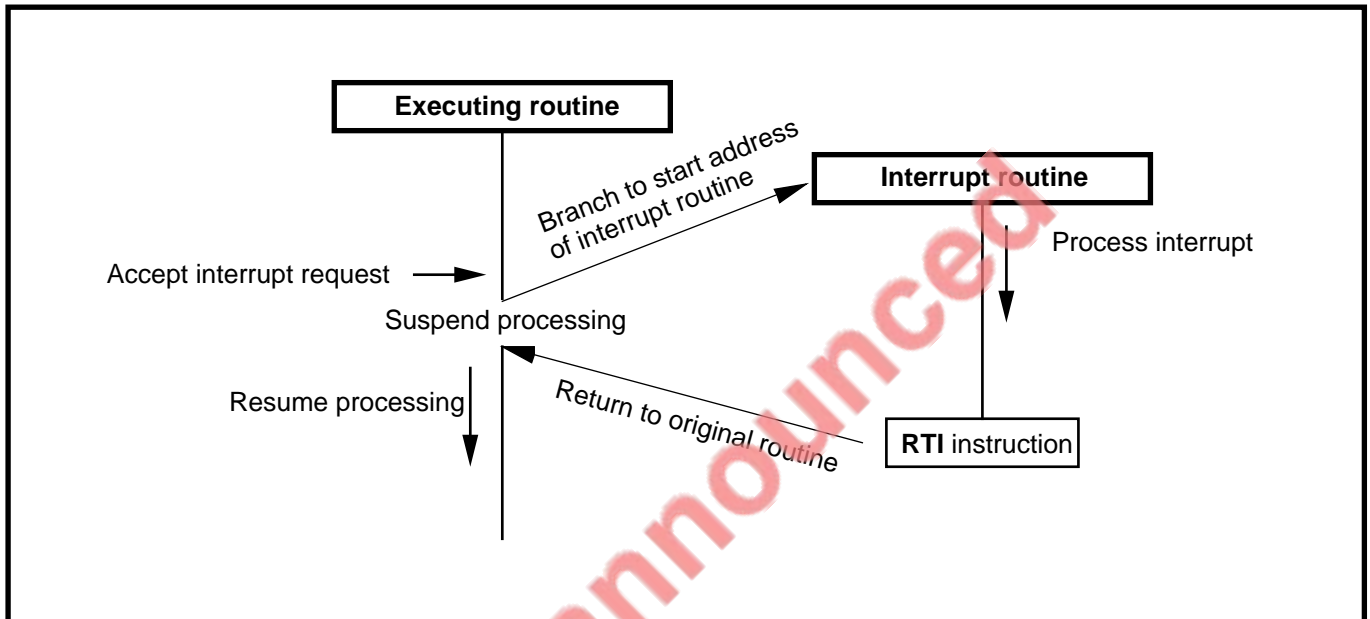 Executing routine
Branch to start address
of interrupt routine
Interrupt routine
Process interrupt
Accept interrupt request
Suspend processing
Resume processing
Return to original routine
RTI instruction
announced